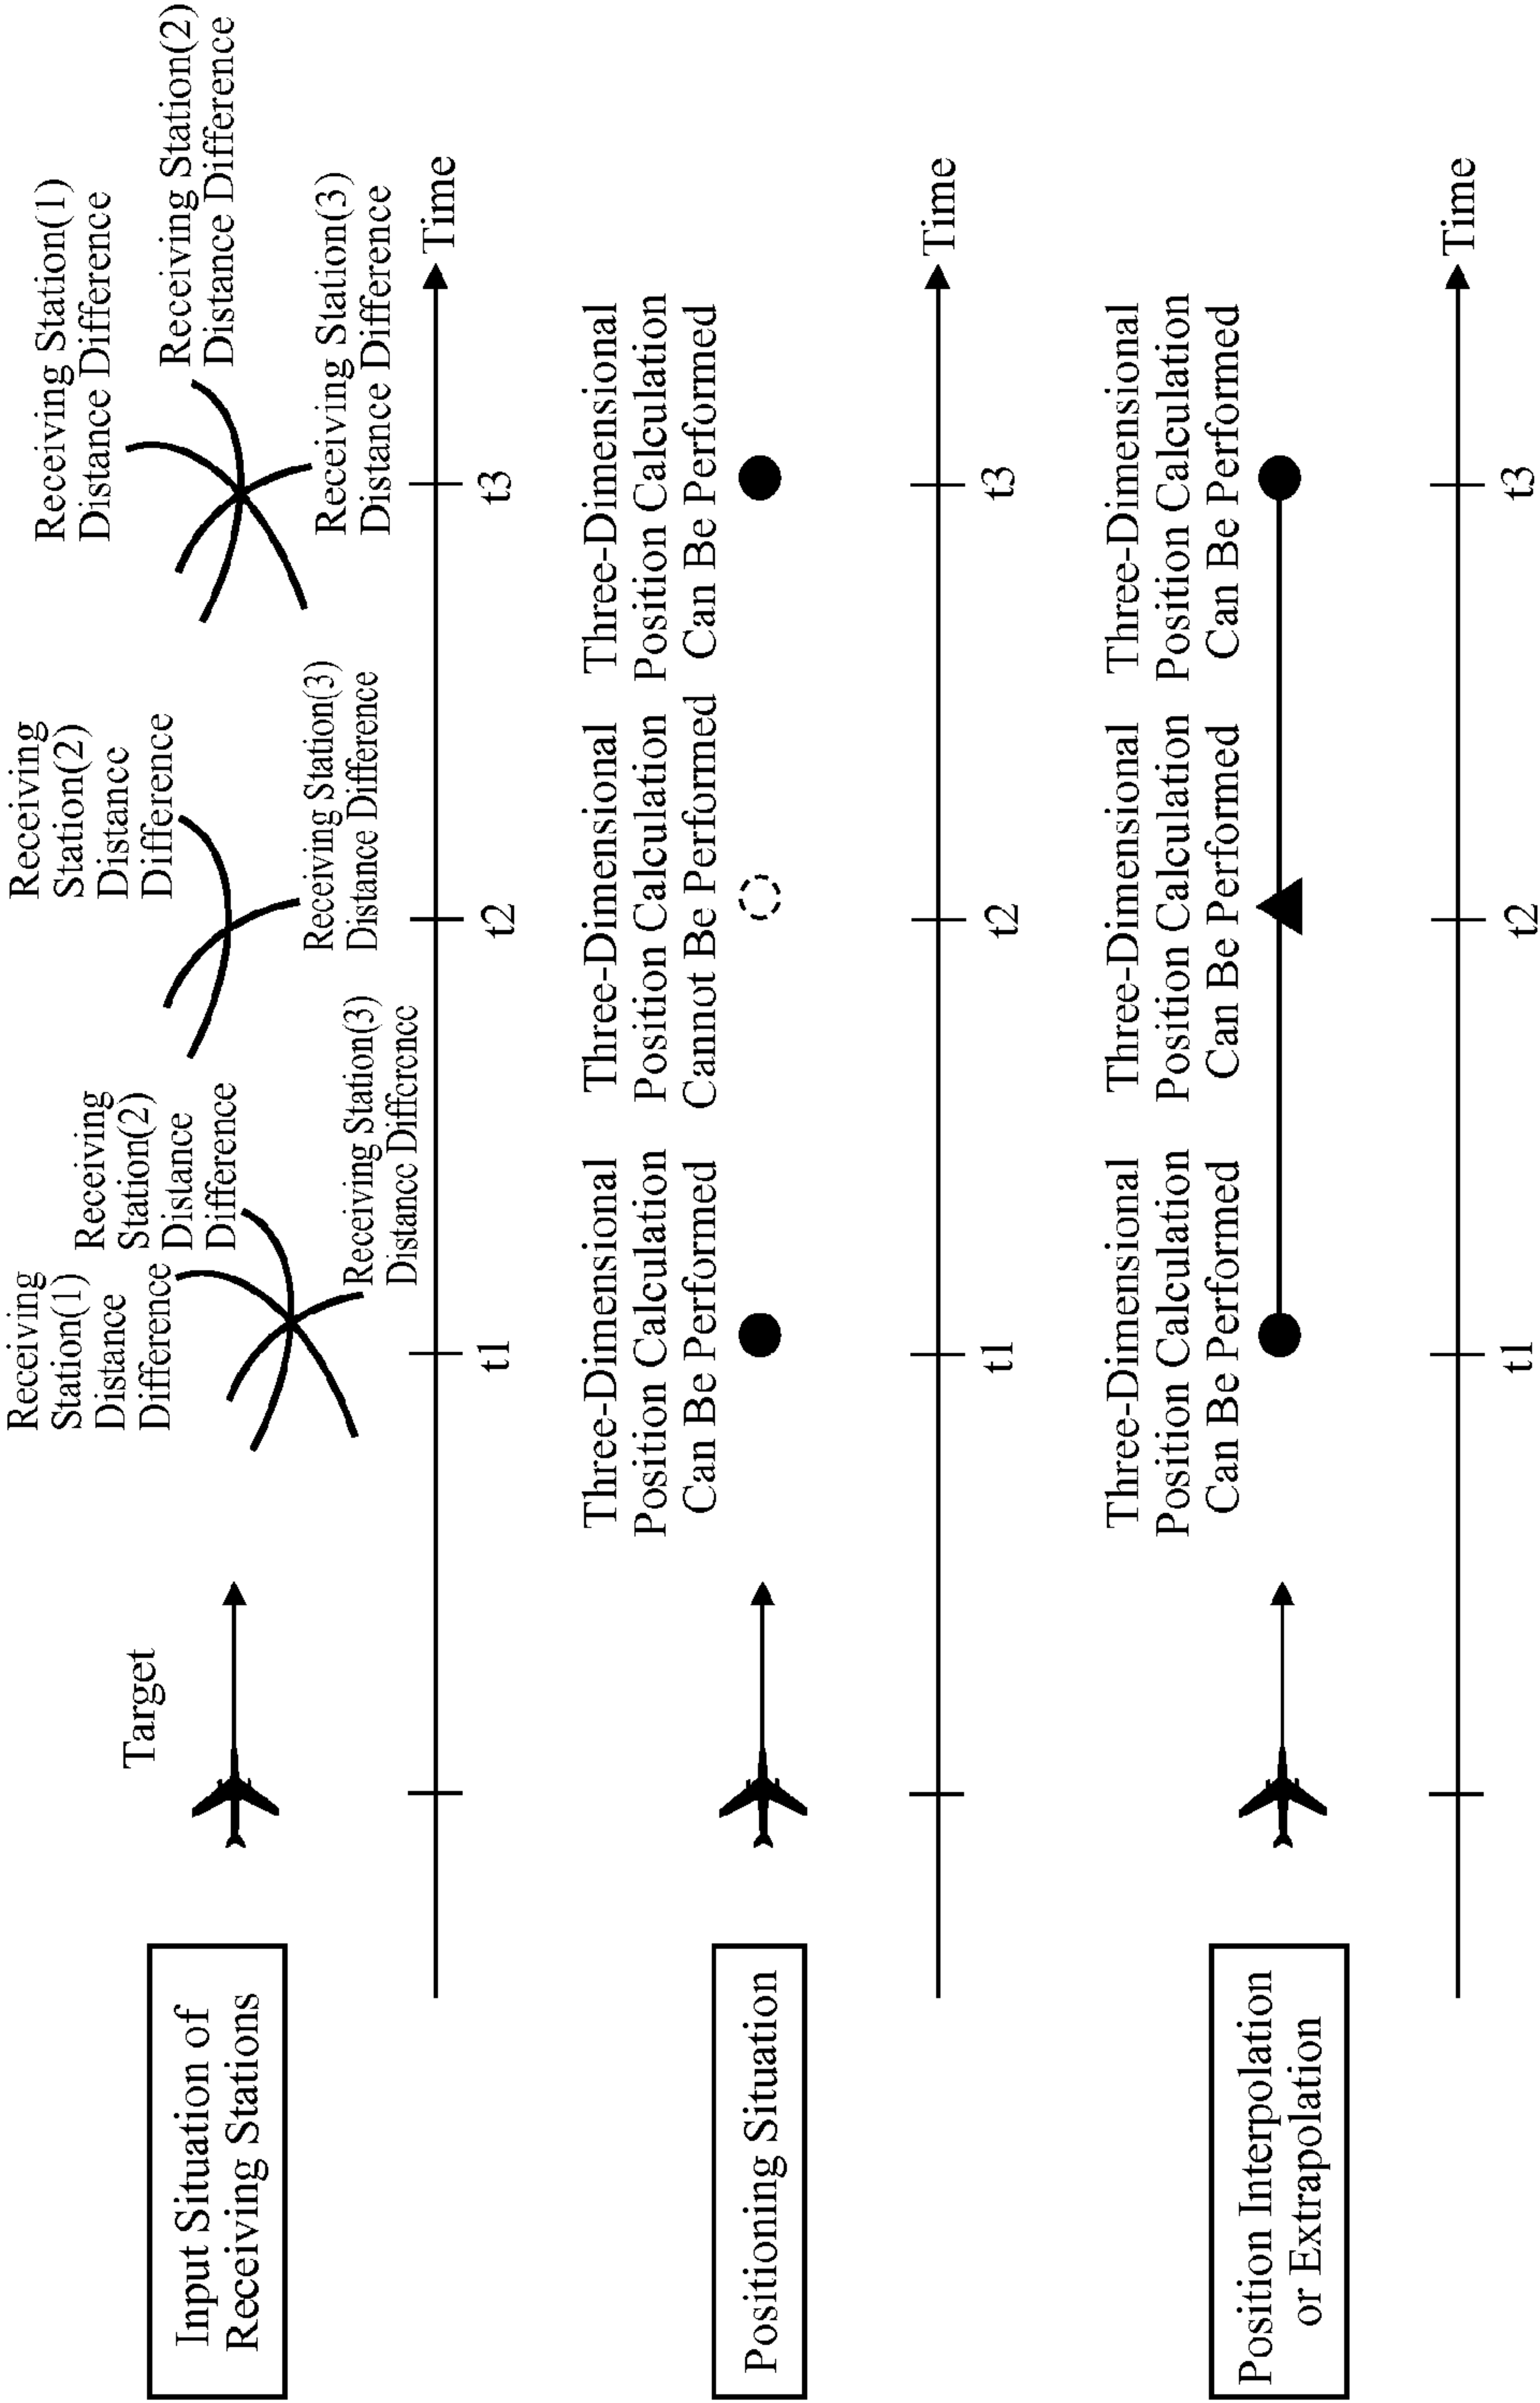 Input Situation of
Receiving Stations
Target
Receiving
Station(1)
Distance
Difference
Receiving
Station(2)
Distance
Difference
Receiving Station(3)
Distance Difference
Receiving
Station(2)
Distance
Difference
Receiving Station(3)
Distance Difference
Receiving Station(1)
Distance Difference
Receiving Station(2)
Distance Difference
Receiving Station(3)
Distance Difference
t1
t2
t3
Time
Positioning Situation
Three-Dimensional
Position Calculation
Can Be Performed
Three-Dimensional
Position Calculation
Cannot Be Performed
Three-Dimensional
Position Calculation
Can Be Performed
t1
t2
t3
Time
Position Interpolation
or Extrapolation
Three-Dimensional
Position Calculation
Can Be Performed
Three-Dimensional
Position Calculation
Can Be Performed
Three-Dimensional
Position Calculation
Can Be Performed
t1
t2
t3
Time